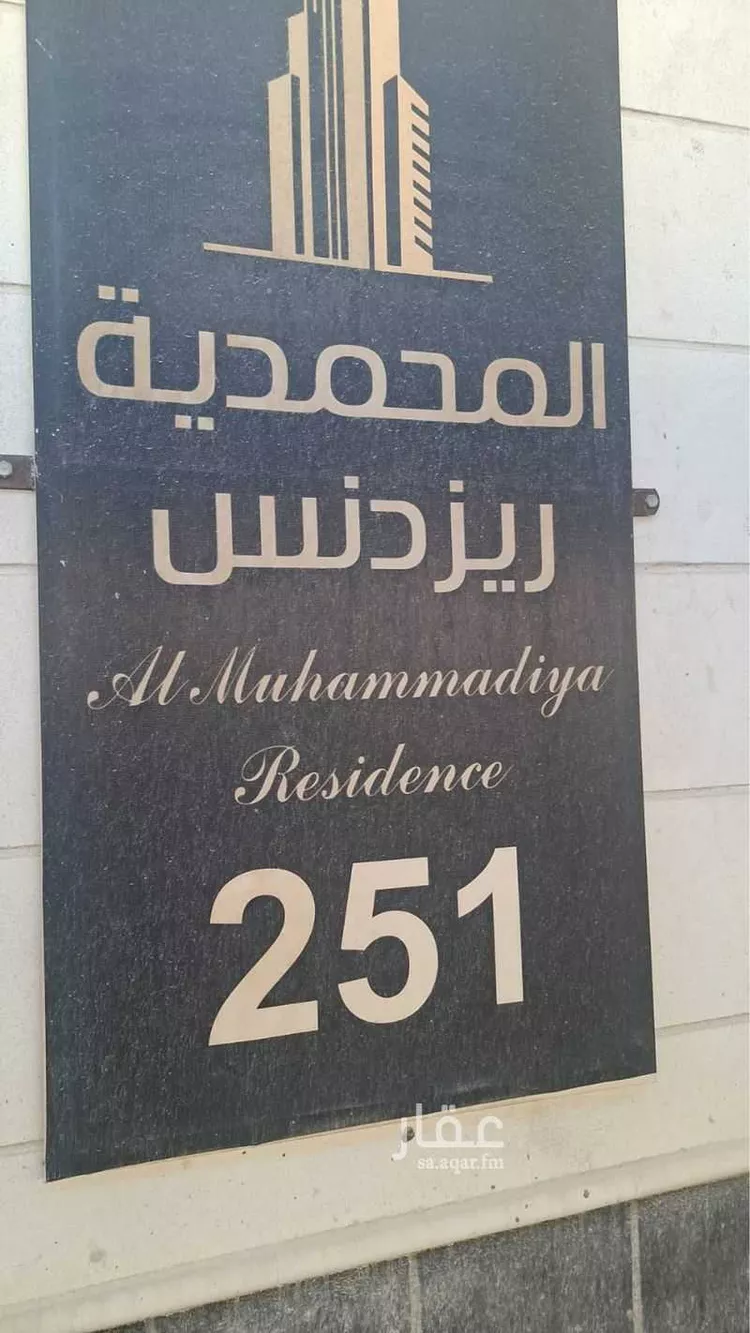 المحمدية
ريزدنس
Al Muhammadiya
Residence
251
عقار
sa.aqar.fm